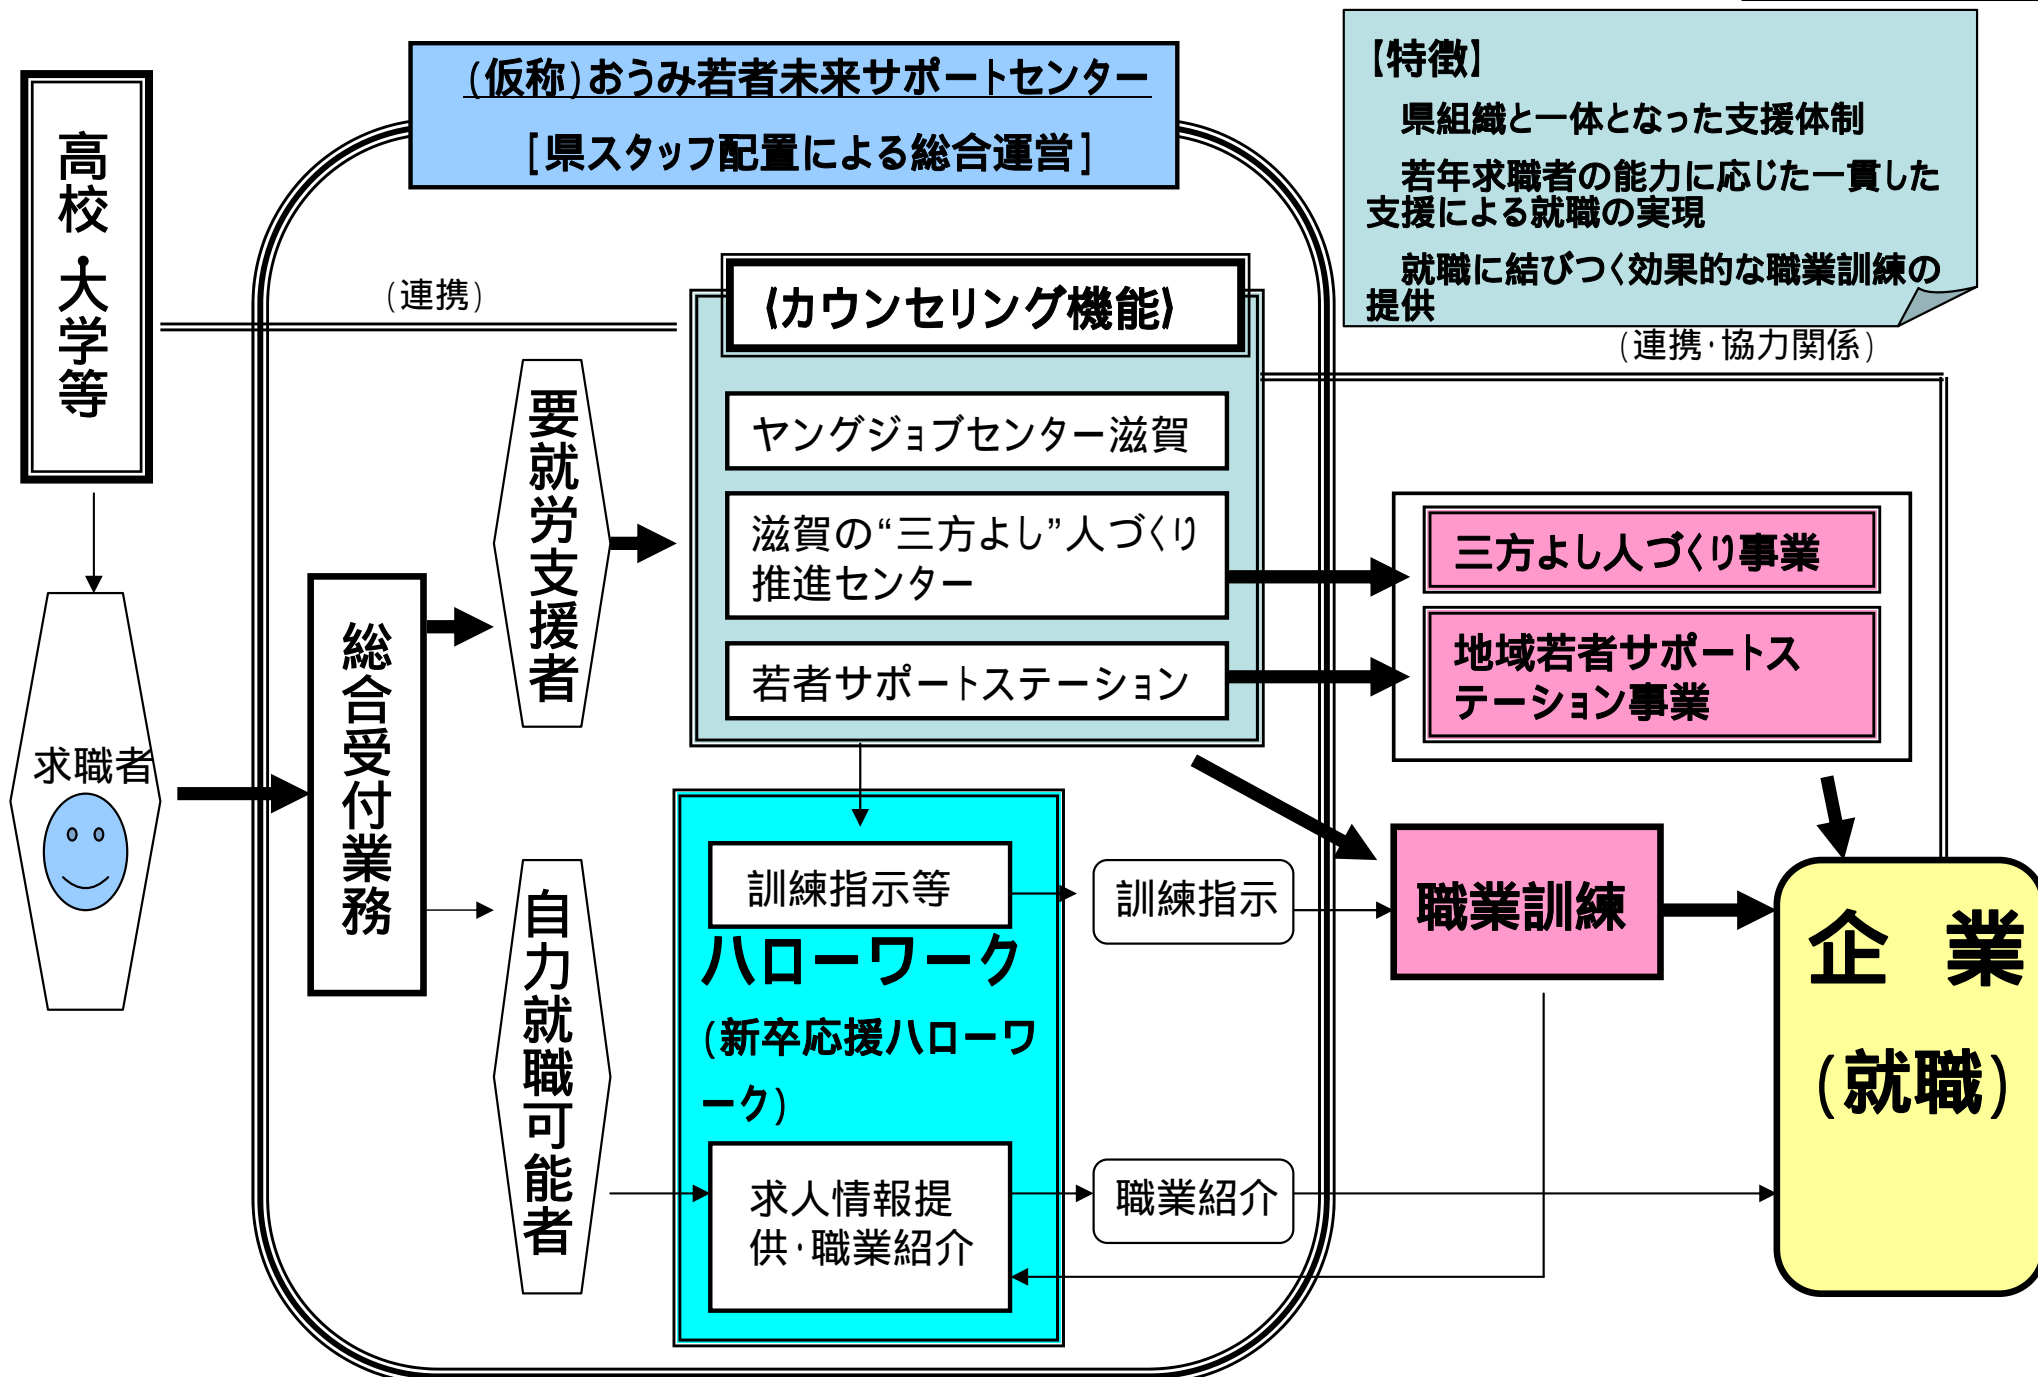 (仮称)おうみ若者未来サポートセンター
[県スタッフ配置による総合運営]
【特徴】
県組織と一体となった支援体制
若年求職者の能力に応じた一貫した
支援による就職の実現
就職に結びつく効果的な職業訓練の
提供
高校・大学等
(連携)
(連携・協力関係)
〈カウンセリング機能〉
ヤングジョブセンター滋賀
滋賀の“三方よし”人づくり
推進センター
若者サポートステーション
要就労支援者
三方よし人づくり事業
地域若者サポートス
テーション事業
求職者
総合受付業務
自力就職可能者
訓練指示等
ハローワーク
(新卒応援ハローワ
ーク)
求人情報提
供・職業紹介
訓練指示
職業紹介
職業訓練
企 業
(就職)